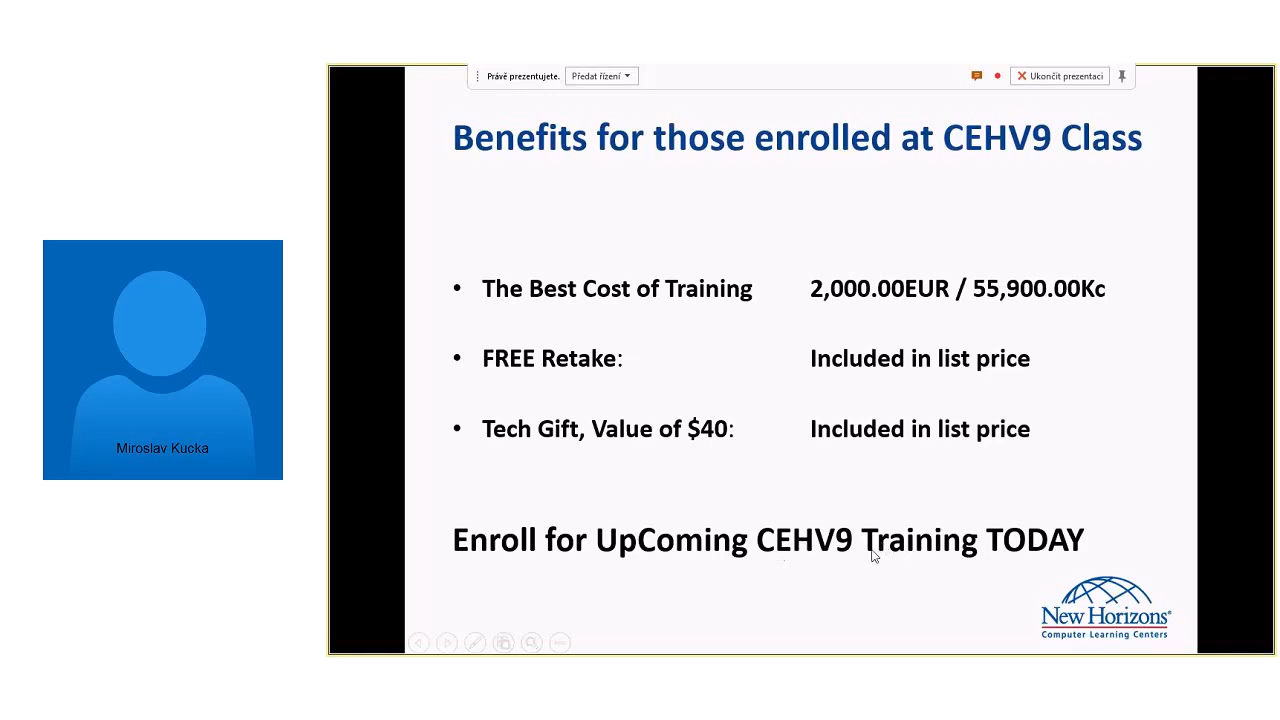 Právě prezentujete. Předat řízení Ukončit prezentaci
Benefits for those enrolled at CEHV9 Class
• The Best Cost of Training 2,000.00EUR / 55,900.00Kc
• FREE Retake: Included in list price
• Tech Gift, Value of $40: Included in list price
Miroslav Kucka
Enroll for UpComing CEHV9 Training TODAY
New Horizons®
Computer Learning Centers